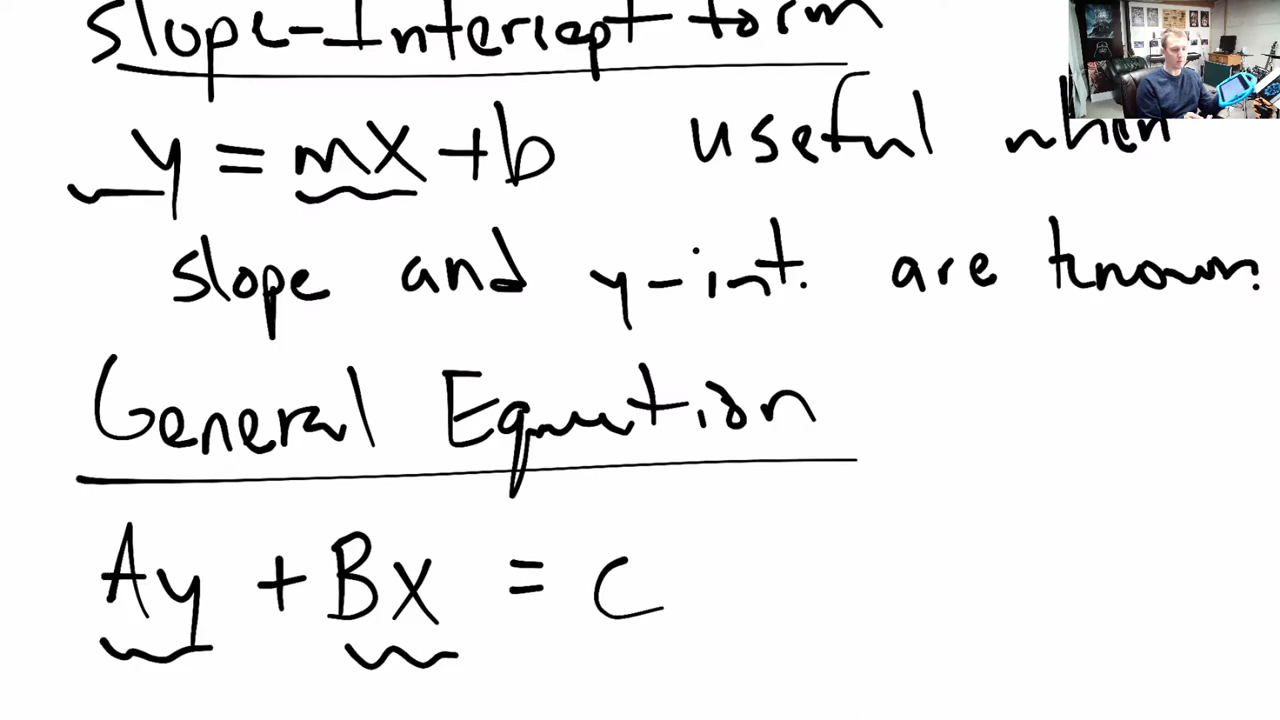 Slope-Intercept form
y = mx + b useful when
slope and y-int. are known.
General Equation
Ay + Bx = C